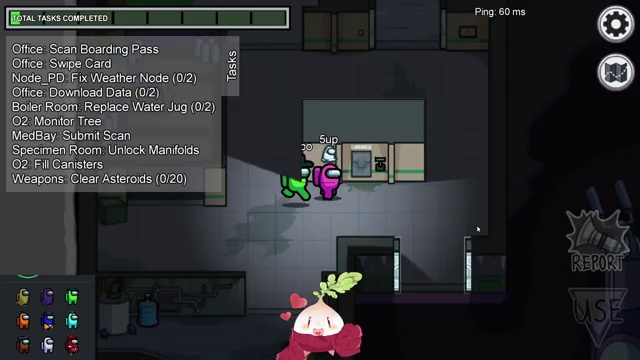 TOTAL TASKS COMPLETED
Ping: 60 ms
Tasks
Office: Scan Boarding Pass
Office: Swipe Card
Node_PD: Fix Weather Node (0/2)
Office: Download Data (0/2)
Boiler Room: Replace Water Jug (0/2)
O2: Monitor Tree
MedBay: Submit Scan
Specimen Room: Unlock Manifolds
O2: Fill Canisters
Weapons: Clear Asteroids (0/20)
5up
REPORT
USE